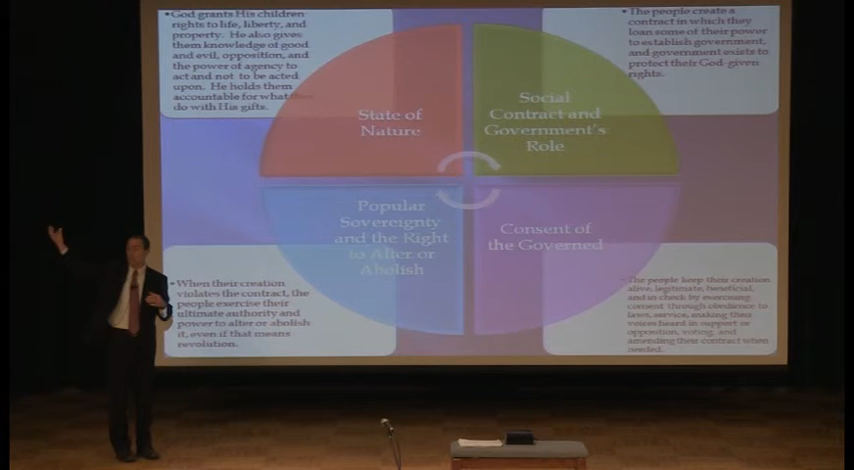 • God grants His children
rights to life, liberty, and
property. He also gives
them knowledge of good
and evil, opposition, and
the power of agency to
act and not to be acted
upon. He holds them
accountable for what they
do with His gifts.
• The people create a
contract in which they
loan some of their power
to establish government,
and government exists to
protect their God-given
rights.
State of
Nature
Social
Contract and
Government's
Role
Popular
Sovereignty
and the Right
to Alter or
Abolish
Consent of
the Governed
• When their creation
violates the contract, the
people exercise their
ultimate authority and
power to alter or abolish
it, even if that means
revolution.
• The people keep their creation
alive, legitimate, beneficial,
and in check by exercising
consent through obedience to
laws, service, making their
voices heard in support or
opposition, voting, and
amending their contract when
needed.